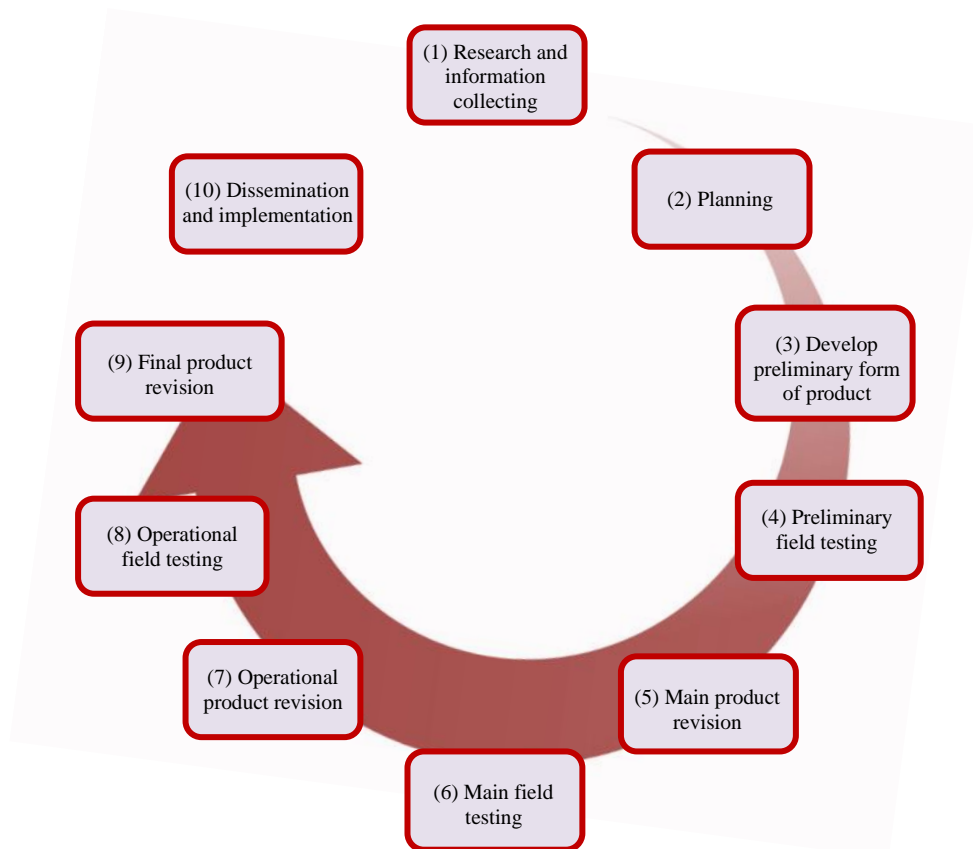 (1) Research and
information
collecting
(2) Planning
(3) Develop
preliminary form
of product
(4) Preliminary
field testing
(5) Main product
revision
(6) Main field
testing
(7) Operational
product revision
(8) Operational
field testing
(9) Final product
revision
(10) Dissemination
and implementation